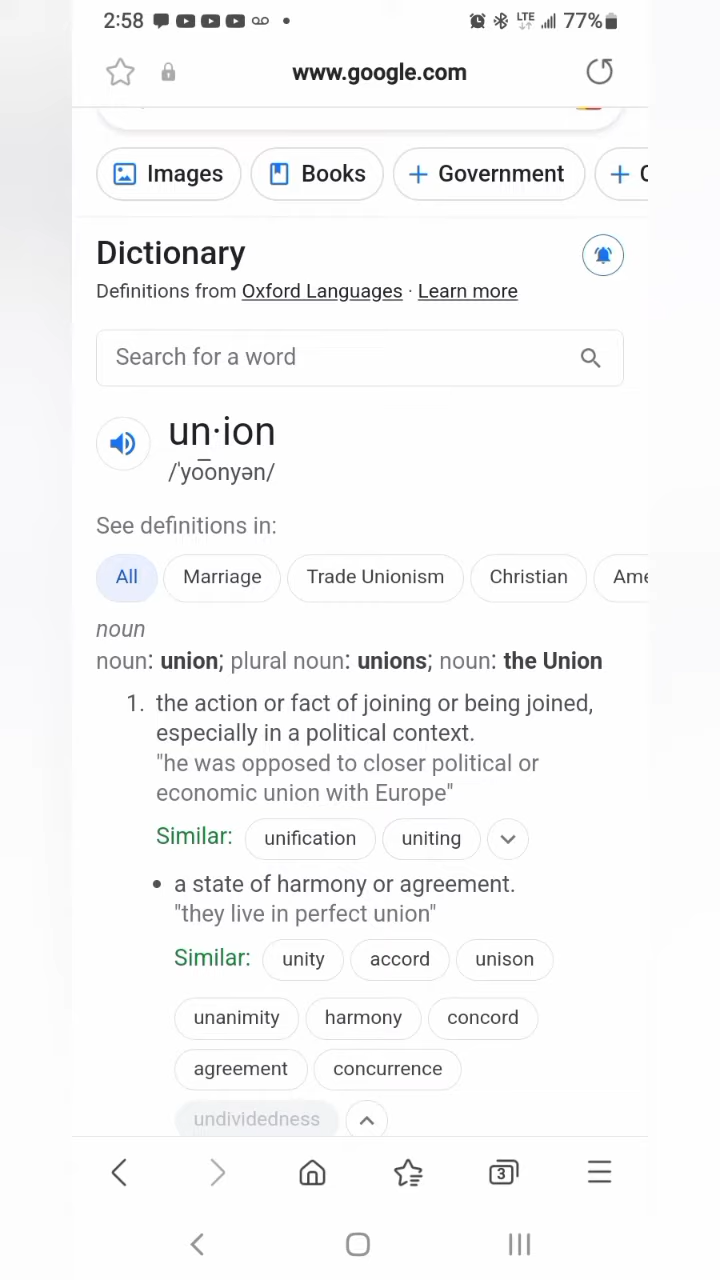 2:58
LTE
77%
www.google.com
Images
Books
+ Government
+
Dictionary
Definitions from Oxford Languages · Learn more
Search for a word
un·ion
/ˈyo͞onyən/
See definitions in:
All
Marriage
Trade Unionism
Christian
Ame
noun
noun: union; plural noun: unions; noun: the Union
1. the action or fact of joining or being joined,
especially in a political context.
"he was opposed to closer political or
economic union with Europe"
Similar: unification uniting
• a state of harmony or agreement.
"they live in perfect union"
Similar: unity accord unison
unanimity harmony concord
agreement concurrence
undividedness
3